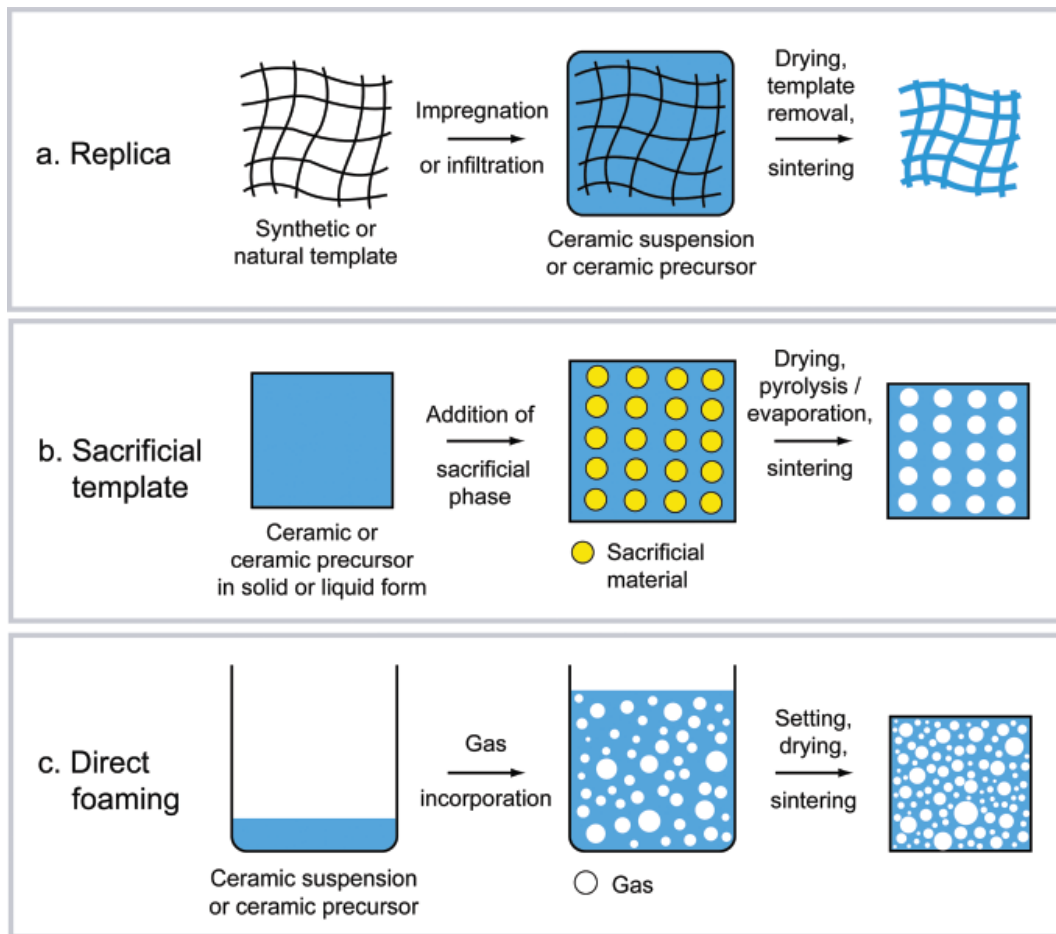 a. Replica
Synthetic or
natural template
Impregnation
or infiltration
Ceramic suspension
or ceramic precursor
Drying,
template
removal,
sintering
b. Sacrificial
template
Ceramic or
ceramic precursor
in solid or liquid form
Addition of
sacrificial
phase
Sacrificial
material
Drying,
pyrolysis /
evaporation,
sintering
c. Direct
foaming
Ceramic suspension
or ceramic precursor
Gas
incorporation
Gas
Setting,
drying,
sintering